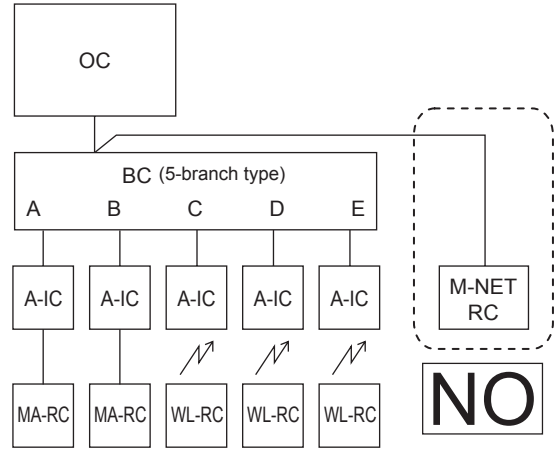 OC
BC (5-branch type)
A B C D E
A-IC A-IC A-IC A-IC A-IC
M-NET
RC
MA-RC MA-RC WL-RC WL-RC WL-RC
NO